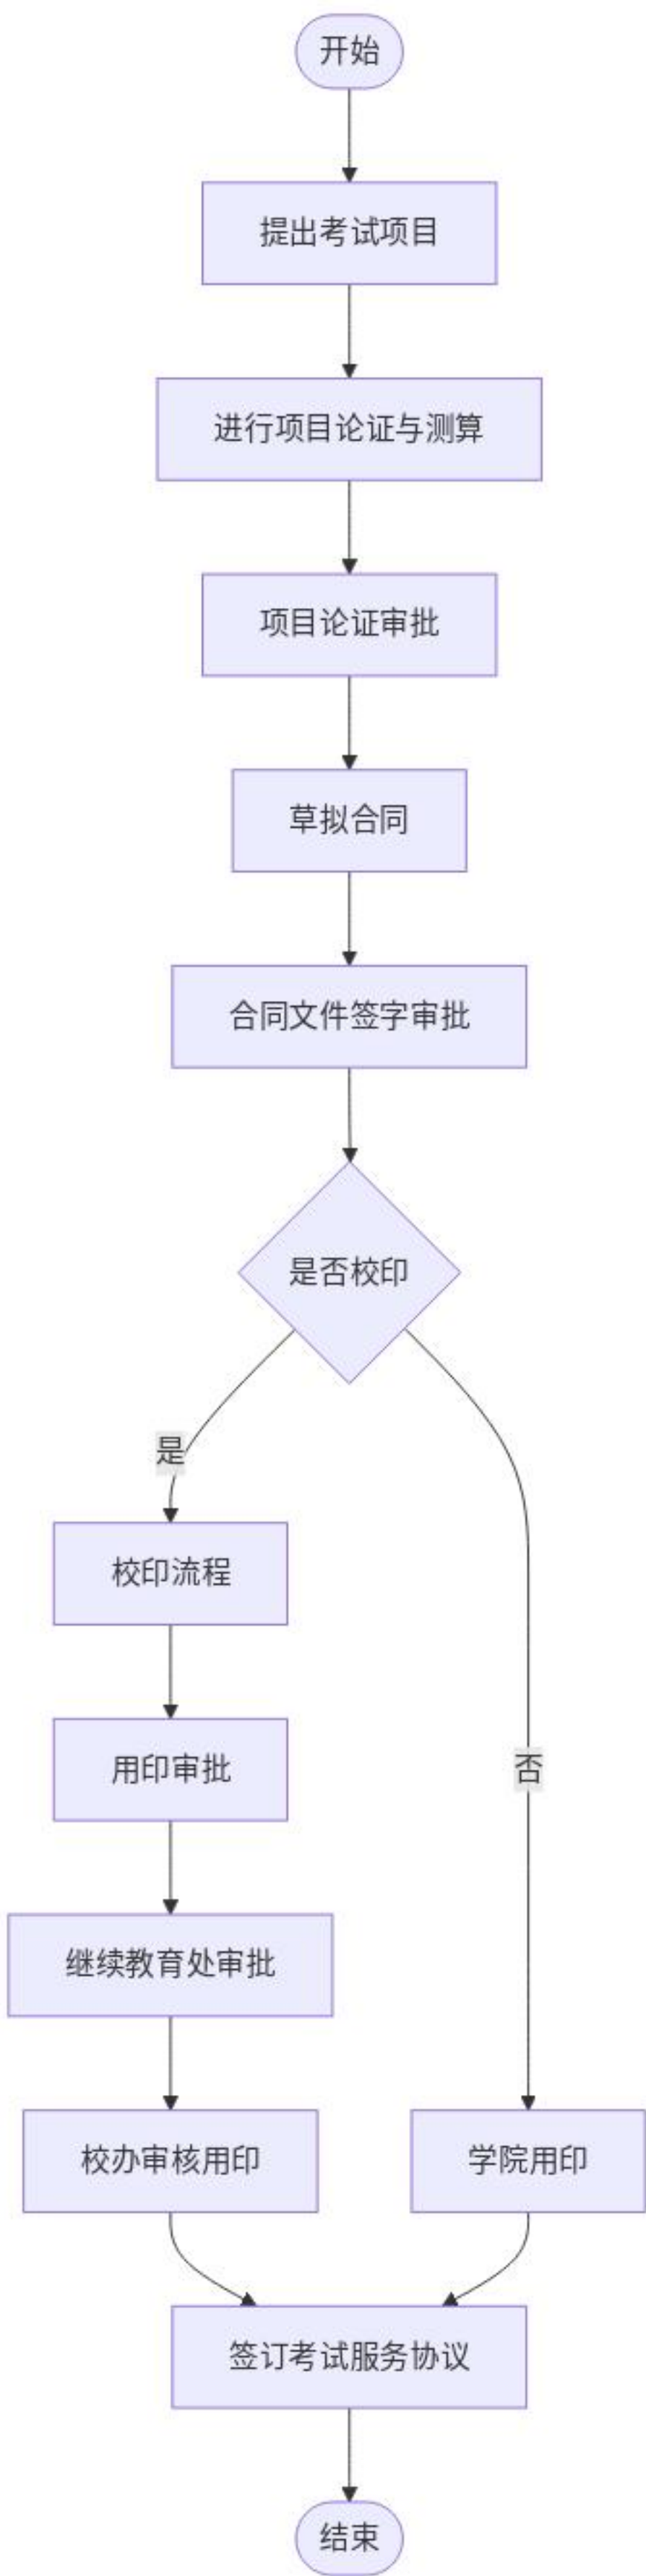 开始
提出考试项目
进行项目论证与测算
项目论证审批
草拟合同
合同文件签字审批
是否校印
是
校印流程
用印审批
否
继续教育处审批
校办审核用印
学院用印
签订考试服务协议
结束